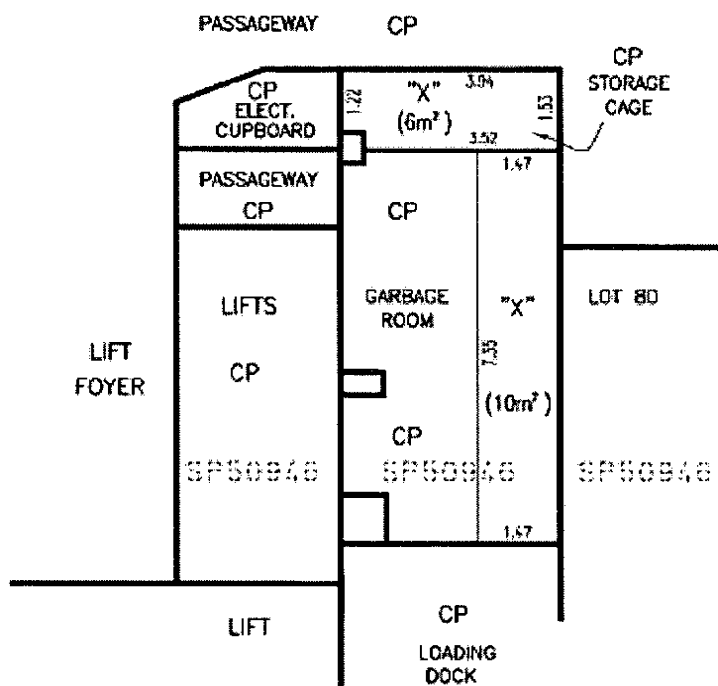 PASSAGEWAY CP
CP
STORAGE
CAGE
CP
ELECT.
CUPBOARD
1.22
"X"
(6m²)
3.94
1.53
3.52
1.47
PASSAGEWAY
CP
CP
LIFTS
GARBAGE
ROOM
"X"
LOT 80
LIFT
FOYER
CP
7.35
(10m²)
CP
SP50946 SP50946 SP50946
1.47
LIFT
CP
LOADING
DOCK